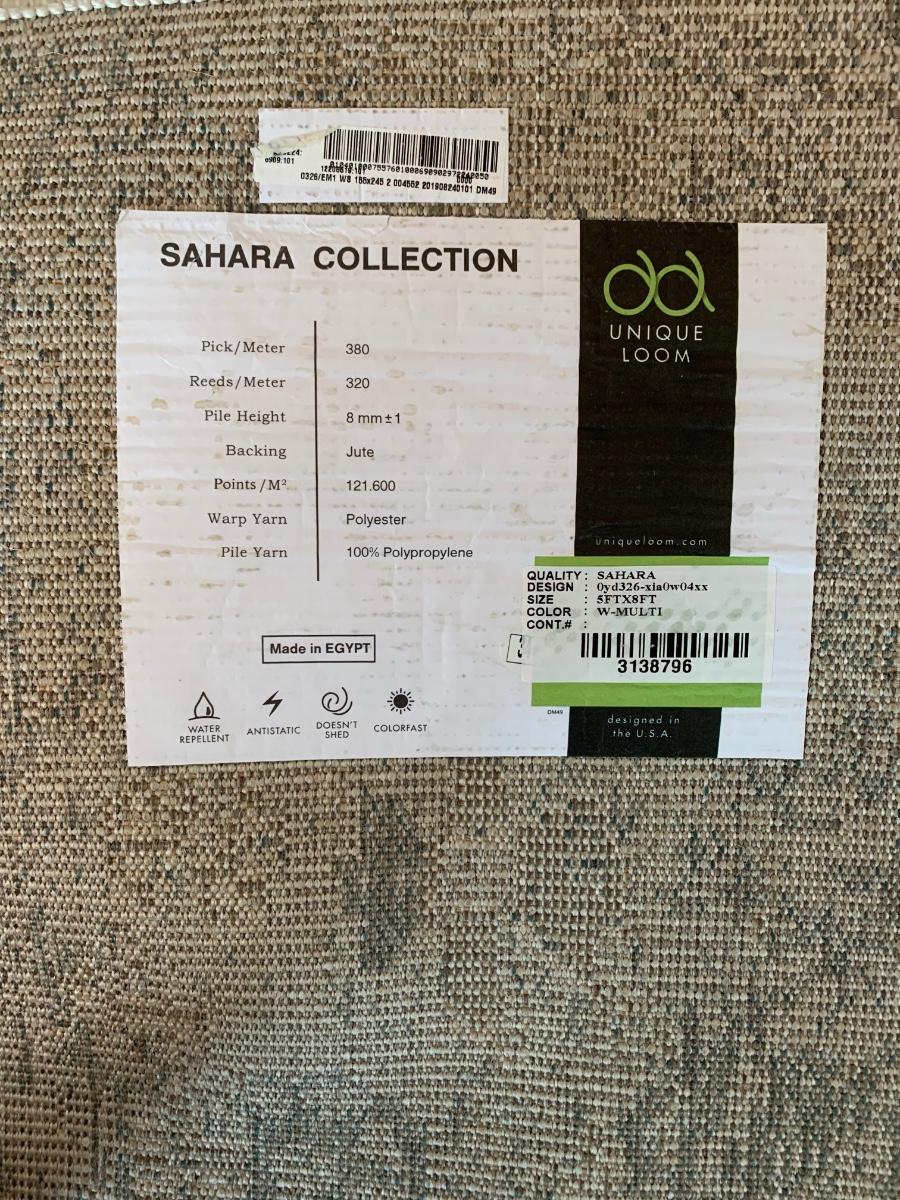 0909:101
0326/EM1 W8 155x245 2 004552 201908240101 DM49
SAHARA COLLECTION
Pick/Meter 380
Reeds/Meter 320
Pile Height 8 mm±1
Backing Jute
Points/M² 121.600
Warp Yarn Polyester
Pile Yarn 100% Polypropylene
Made in EGYPT
WATER
REPELLENT
ANTISTATIC
DOESN'T
SHED
COLORFAST
UNIQUE
LOOM
uniqueloom.com
QUALITY : SAHARA
DESIGN : 0yd326-xia0w04xx
SIZE : 5FTX8FT
COLOR : W-MULTI
CONT.# :
3138796
DM49
designed in
the U.S.A.